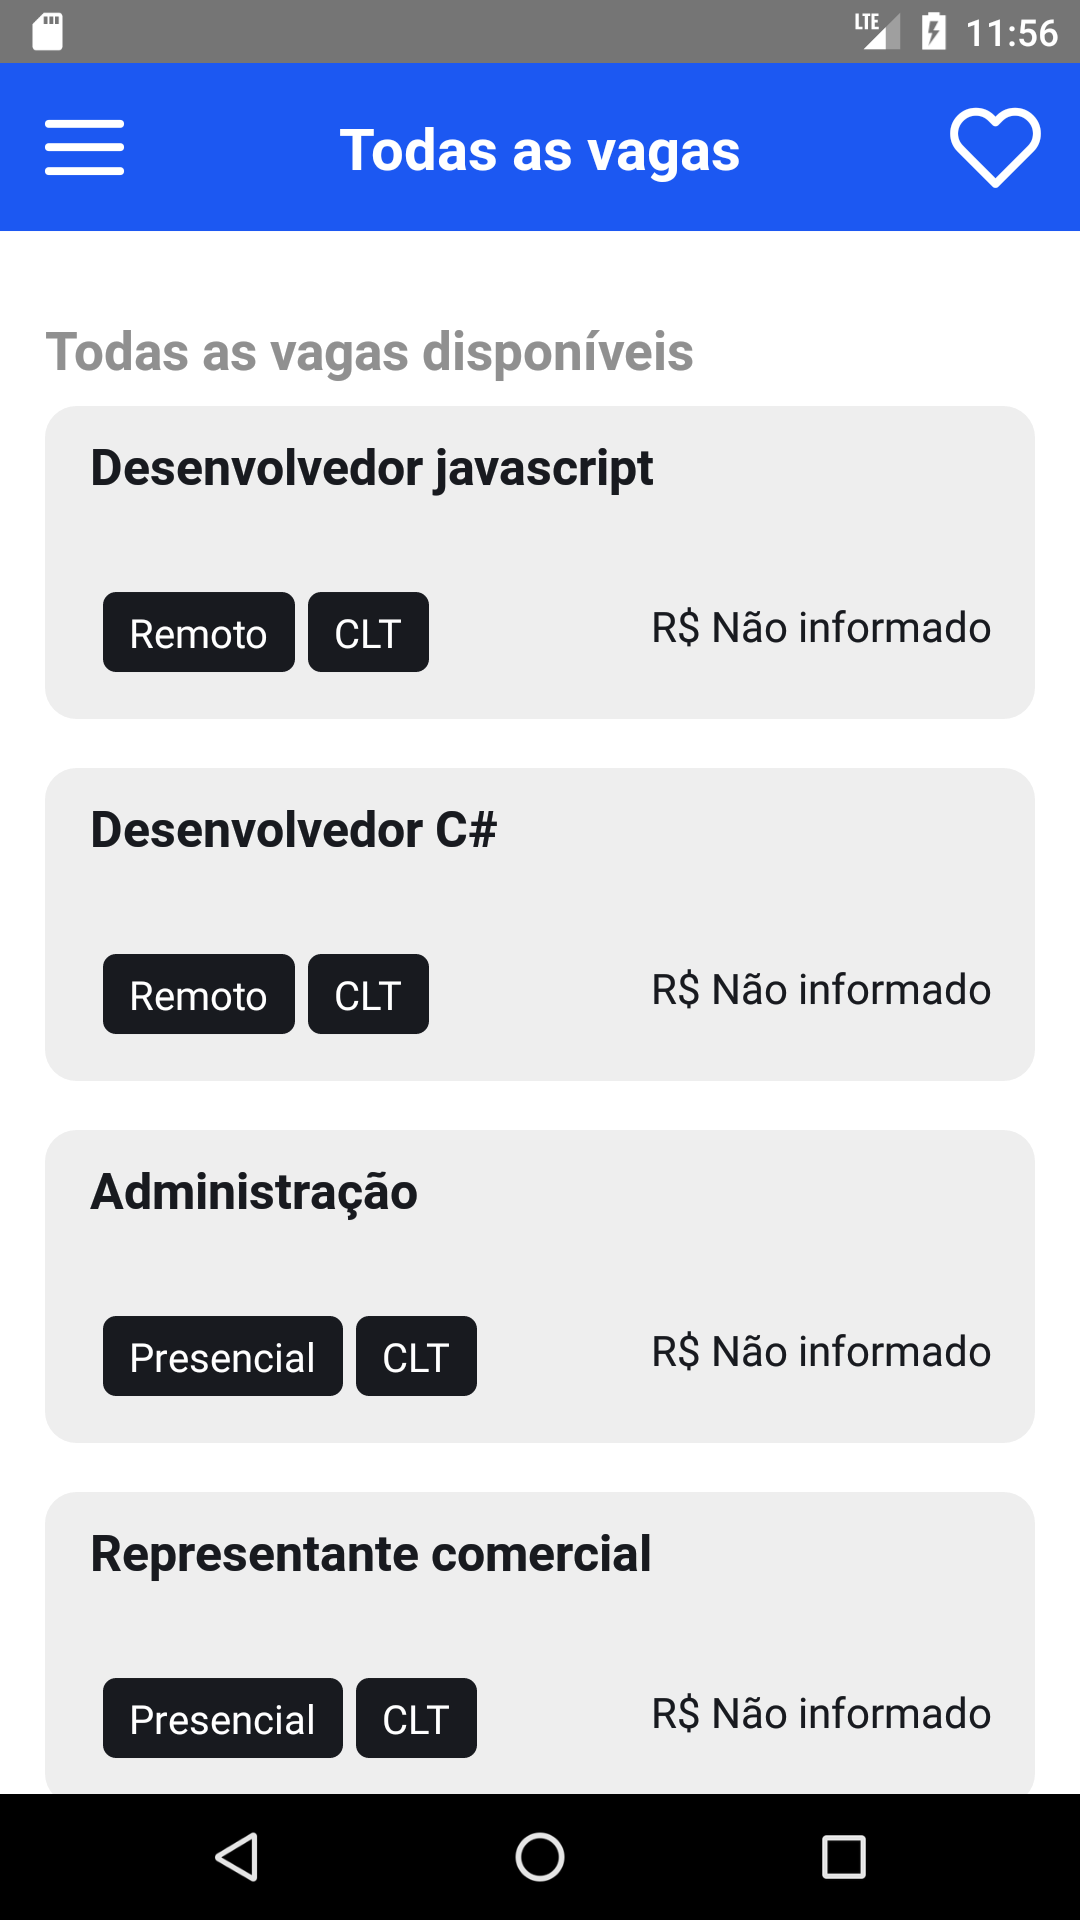 LTE 11:56
Todas as vagas
Todas as vagas disponíveis
Desenvolvedor javascript
Remoto CLT R$ Não informado
Desenvolvedor C#
Remoto CLT R$ Não informado
Administração
Presencial CLT R$ Não informado
Representante comercial
Presencial CLT R$ Não informado